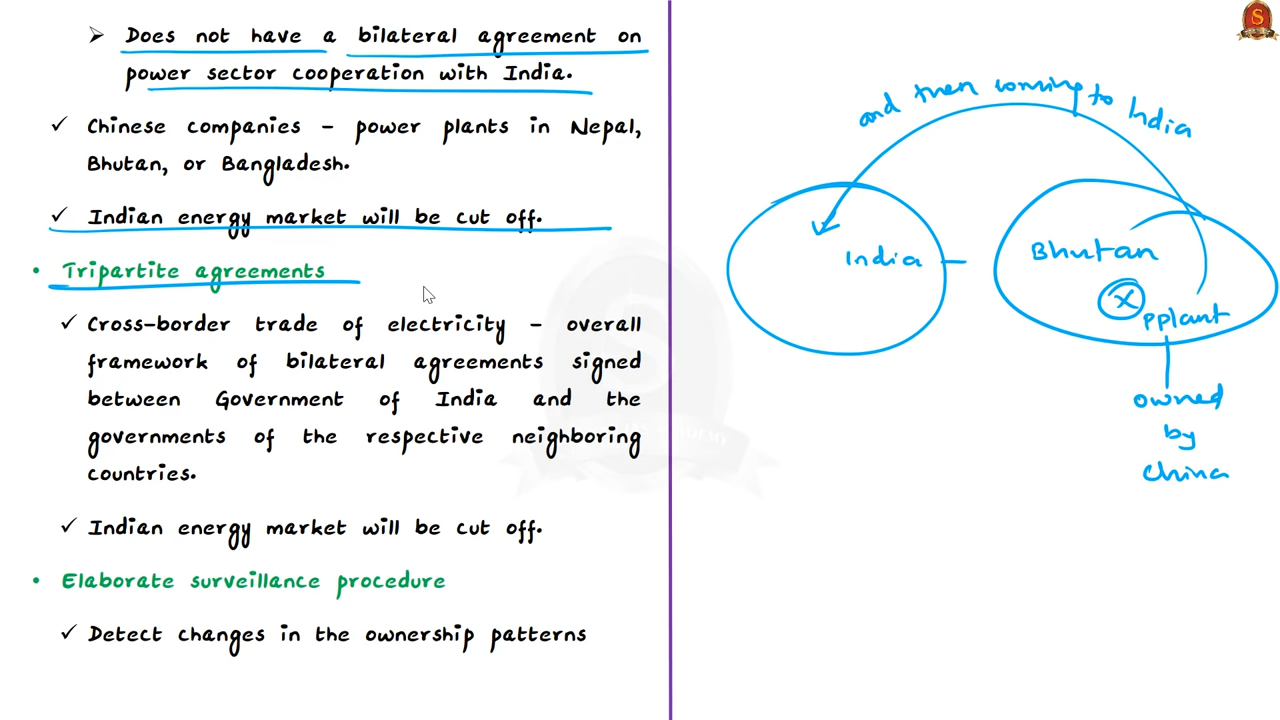 ➢ Does not have a bilateral agreement on
power sector cooperation with India.
✓ Chinese companies – power plants in Nepal,
Bhutan, or Bangladesh.
✓ Indian energy market will be cut off.
• Tripartite agreements
✓ Cross-border trade of electricity – overall
framework of bilateral agreements signed
between Government of India and the
governments of the respective neighboring
countries.
✓ Indian energy market will be cut off.
• Elaborate surveillance procedure
✓ Detect changes in the ownership patterns
and then coming to India
India
Bhutan
X
pplant
owned
by
China